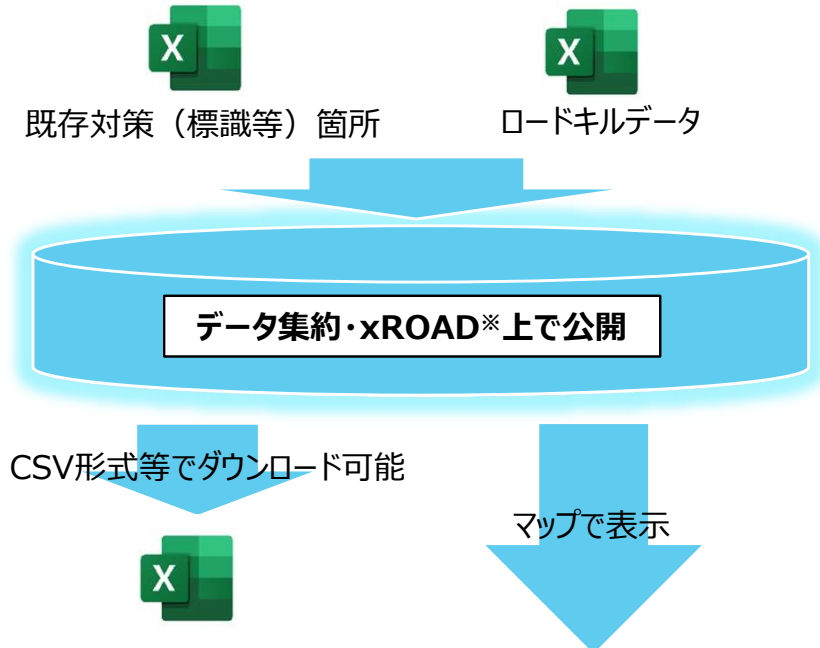 X
X
既存対策（標識等）箇所
ロードキルデータ
データ集約・xROAD※上で公開
CSV形式等でダウンロード可能
マップで表示
X